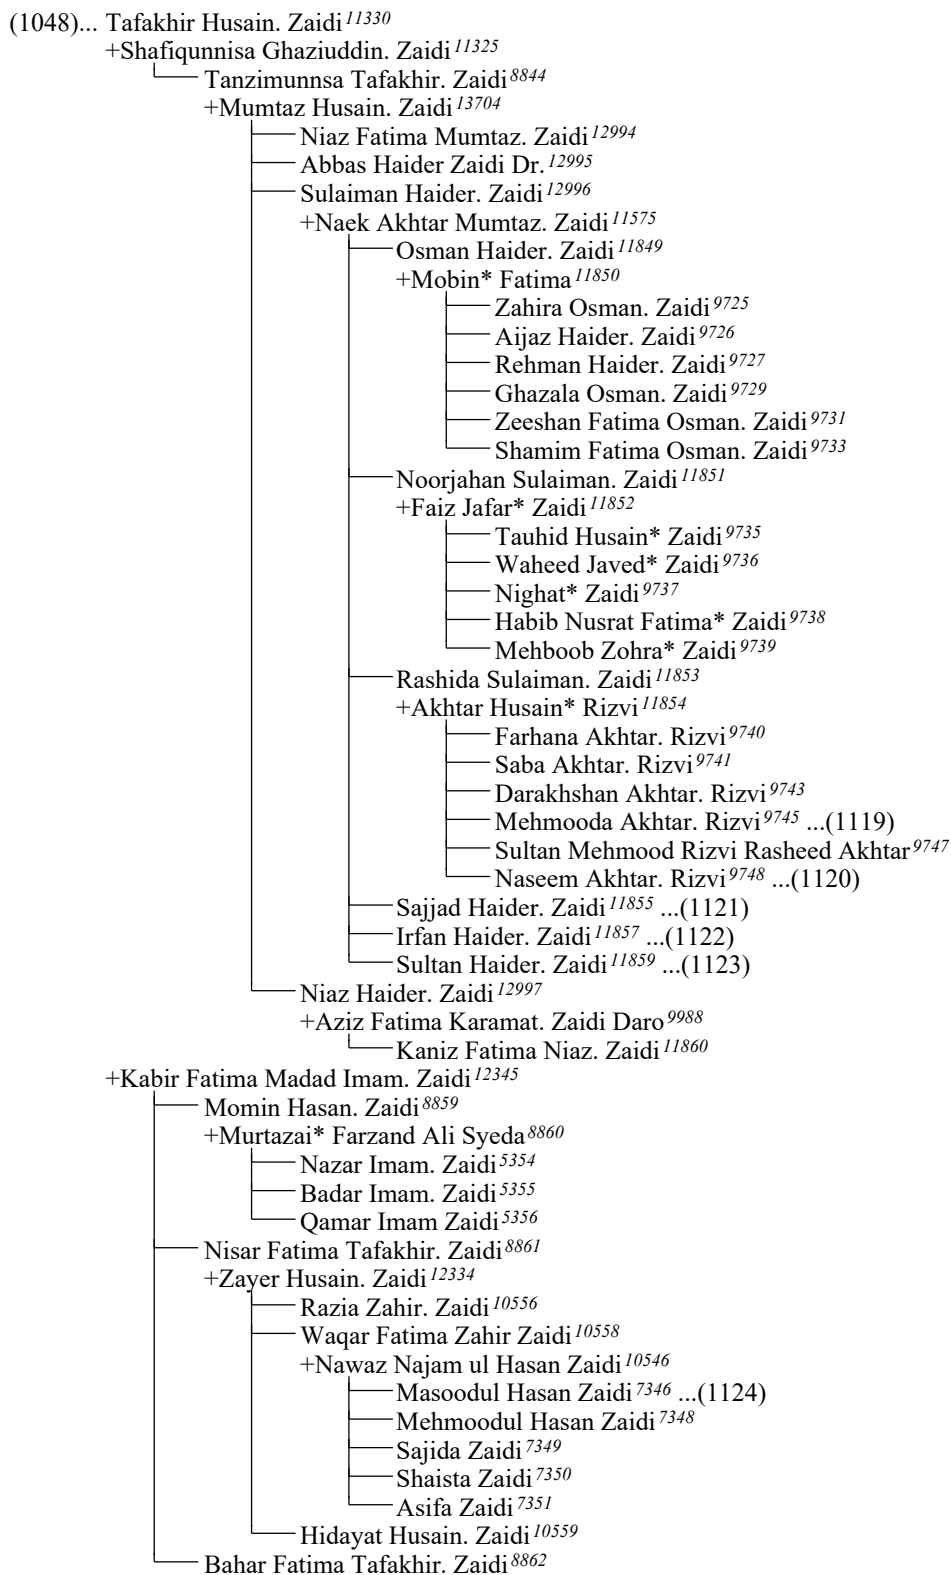 (1048)... Tafakhir Husain. Zaidi 11330
+Shafiqunnisa Ghaziuddin. Zaidi 11325
Tanzimunnsa Tafakhir. Zaidi 8844
+Mumtaz Husain. Zaidi 13704
Niaz Fatima Mumtaz. Zaidi 12994
Abbas Haider Zaidi Dr. 12995
Sulaiman Haider. Zaidi 12996
+Naek Akhtar Mumtaz. Zaidi 11575
Osman Haider. Zaidi 11849
+Mobin* Fatima 11850
Zahira Osman. Zaidi 9725
Aijaz Haider. Zaidi 9726
Rehman Haider. Zaidi 9727
Ghazala Osman. Zaidi 9729
Zeeshan Fatima Osman. Zaidi 9731
Shamim Fatima Osman. Zaidi 9733
Noorjahan Sulaiman. Zaidi 11851
+Faiz Jafar* Zaidi 11852
Tauhid Husain* Zaidi 9735
Waheed Javed* Zaidi 9736
Nighat* Zaidi 9737
Habib Nusrat Fatima* Zaidi 9738
Mehboob Zohra* Zaidi 9739
Rashida Sulaiman. Zaidi 11853
+Akhtar Husain* Rizvi 11854
Farhana Akhtar. Rizvi 9740
Saba Akhtar. Rizvi 9741
Darakhshan Akhtar. Rizvi 9743
Mehmooda Akhtar. Rizvi 9745 ...(1119)
Sultan Mehmood Rizvi Rasheed Akhtar 9747
Naseem Akhtar. Rizvi 9748 ...(1120)
Sajjad Haider. Zaidi 11855 ...(1121)
Irfan Haider. Zaidi 11857 ...(1122)
Sultan Haider. Zaidi 11859 ...(1123)
Niaz Haider. Zaidi 12997
+Aziz Fatima Karamat. Zaidi Daro 9988
Kaniz Fatima Niaz. Zaidi 11860
+Kabir Fatima Madad Imam. Zaidi 12345
Momin Hasan. Zaidi 8859
+Murtazai* Farzand Ali Syeda 8860
Nazar Imam. Zaidi 5354
Badar Imam. Zaidi 5355
Qamar Imam Zaidi 5356
Nisar Fatima Tafakhir. Zaidi 8861
+Zayer Husain. Zaidi 12334
Razia Zahir. Zaidi 10556
Waqar Fatima Zahir Zaidi 10558
+Nawaz Najam ul Hasan Zaidi 10546
Masoodul Hasan Zaidi 7346 ...(1124)
Mehmoodul Hasan Zaidi 7348
Sajida Zaidi 7349
Shaista Zaidi 7350
Asifa Zaidi 7351
Hidayat Husain. Zaidi 10559
Bahar Fatima Tafakhir. Zaidi 8862